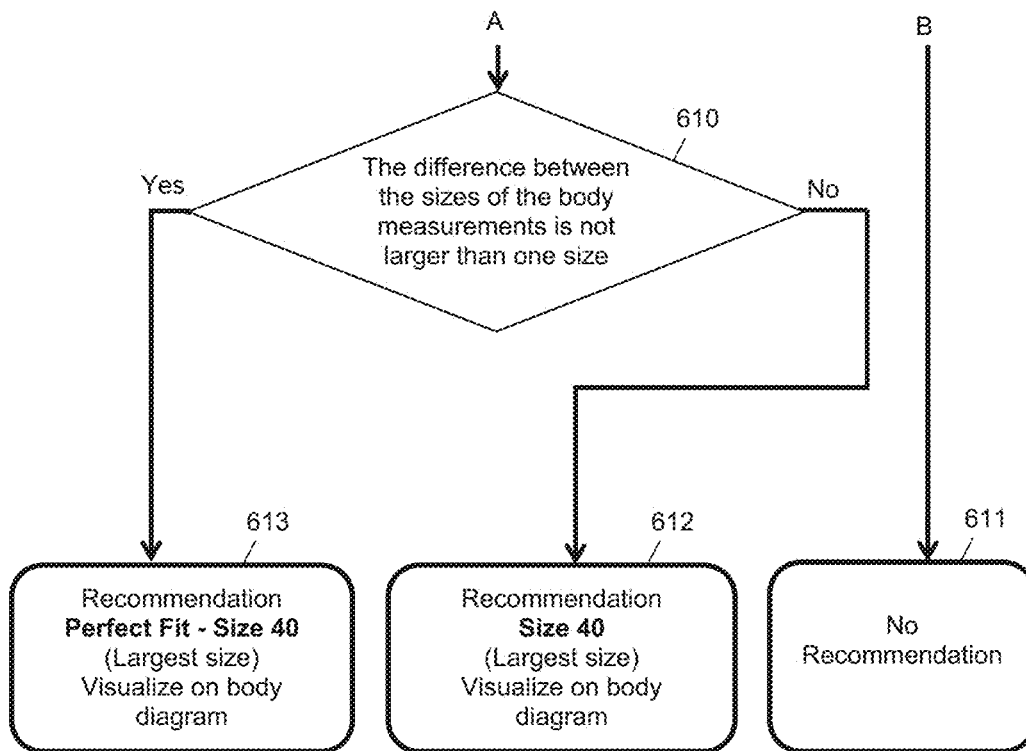 A
B
610
Yes
The difference between
the sizes of the body
measurements is not
larger than one size
No
613
Recommendation
Perfect Fit - Size 40
(Largest size)
Visualize on body
diagram
612
Recommendation
Size 40
(Largest size)
Visualize on body
diagram
611
No
Recommendation